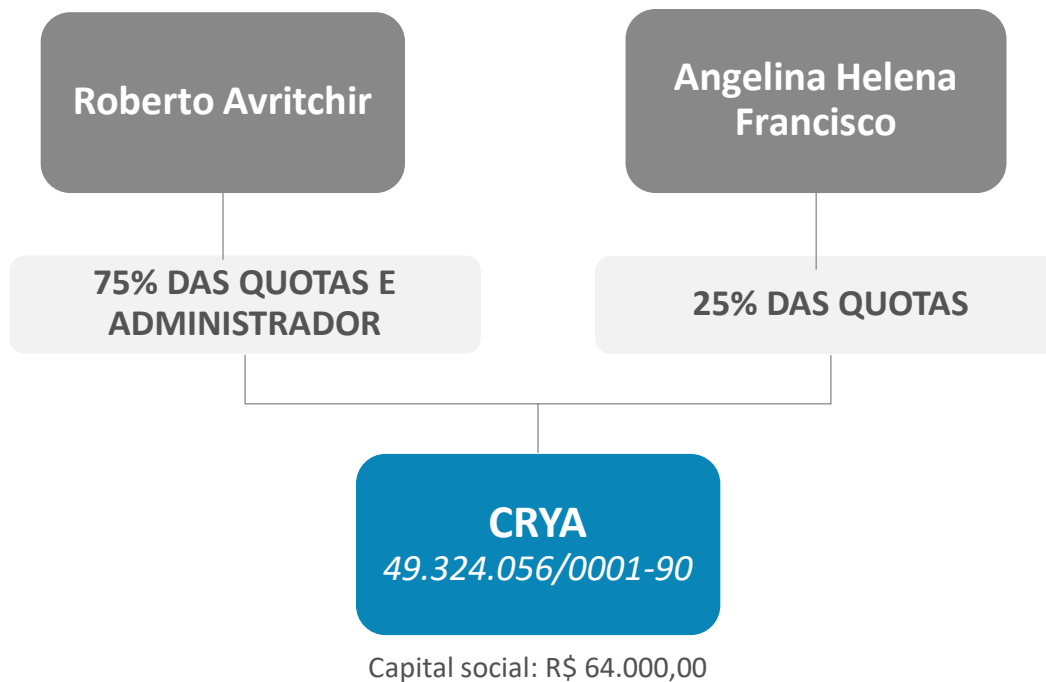 Roberto Avritchir
Angelina Helena
Francisco
75% DAS QUOTAS E
ADMINISTRADOR
25% DAS QUOTAS
CRYA
49.324.056/0001-90
Capital social: R$ 64.000,00